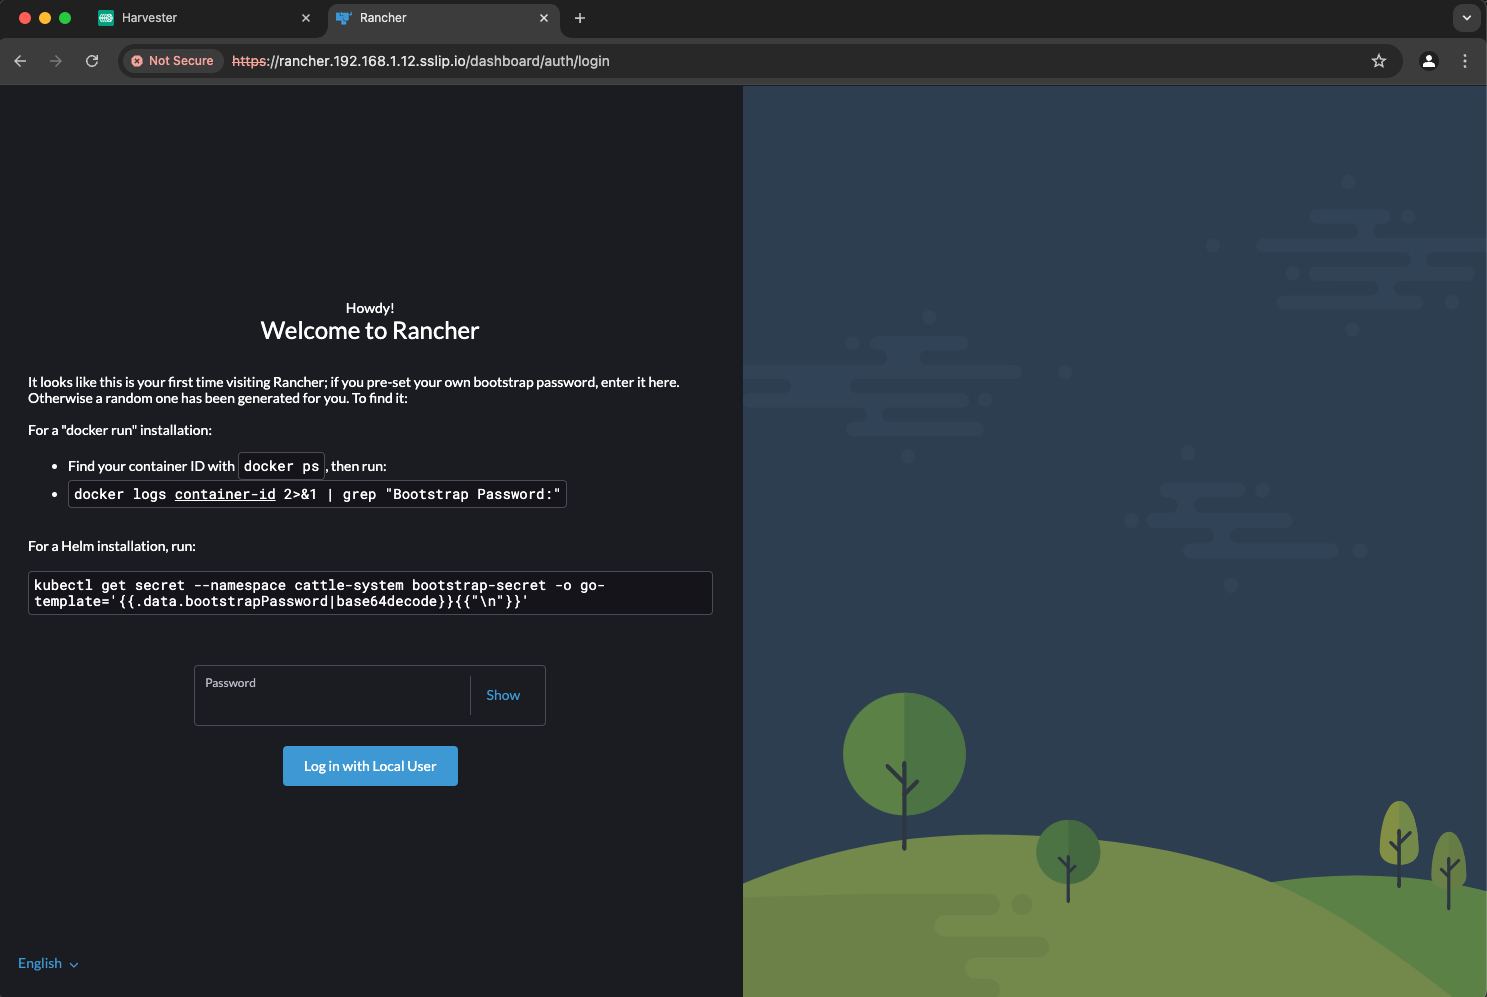 Harvester
Rancher
Not Secure
https://rancher.192.168.1.12.sslip.io/dashboard/auth/login
Howdy!
Welcome to Rancher
It looks like this is your first time visiting Rancher; if you pre-set your own bootstrap password, enter it here.
Otherwise a random one has been generated for you. To find it:
For a "docker run" installation:
Find your container ID with docker ps, then run:
docker logs container-id 2>&1 | grep "Bootstrap Password:"
For a Helm installation, run:
kubectl get secret --namespace cattle-system bootstrap-secret -o go-
template='{{.data.bootstrapPassword|base64decode}}{{"\n"}}'
Password
Show
Log in with Local User
English